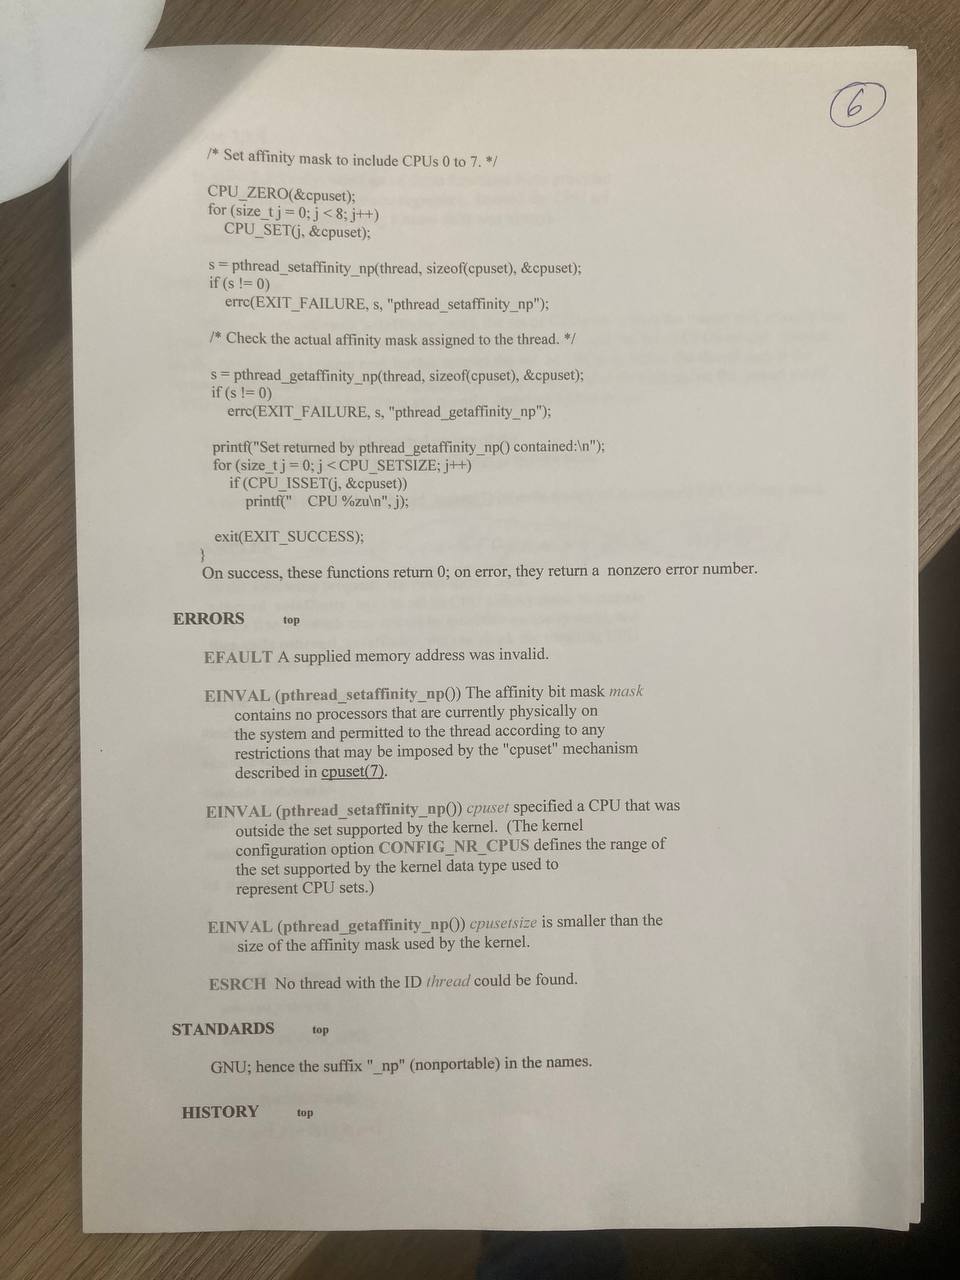 6
/* Set affinity mask to include CPUs 0 to 7. */
CPU_ZERO(&cpuset);
for (size_t j = 0; j < 8; j++)
CPU_SET(j, &cpuset);
s = pthread_setaffinity_np(thread, sizeof(cpuset), &cpuset);
if (s != 0)
errc(EXIT_FAILURE, s, "pthread_setaffinity_np");
/* Check the actual affinity mask assigned to the thread. */
s = pthread_getaffinity_np(thread, sizeof(cpuset), &cpuset);
if (s != 0)
errc(EXIT_FAILURE, s, "pthread_getaffinity_np");
printf("Set returned by pthread_getaffinity_np() contained:\n");
for (size_t j = 0; j < CPU_SETSIZE; j++)
if (CPU_ISSET(j, &cpuset))
printf("    CPU %zu\n", j);
exit(EXIT_SUCCESS);
}
On success, these functions return 0; on error, they return a  nonzero error number.
ERRORS top
EFAULT A supplied memory address was invalid.
EINVAL (pthread_setaffinity_np()) The affinity bit mask mask
contains no processors that are currently physically on
the system and permitted to the thread according to any
restrictions that may be imposed by the "cpuset" mechanism
described in cpuset(7).
EINVAL (pthread_setaffinity_np()) cpuset specified a CPU that was
outside the set supported by the kernel.  (The kernel
configuration option CONFIG_NR_CPUS defines the range of
the set supported by the kernel data type used to
represent CPU sets.)
EINVAL (pthread_getaffinity_np()) cpusetsize is smaller than the
size of the affinity mask used by the kernel.
ESRCH  No thread with the ID thread could be found.
STANDARDS top
GNU; hence the suffix "_np" (nonportable) in the names.
HISTORY top